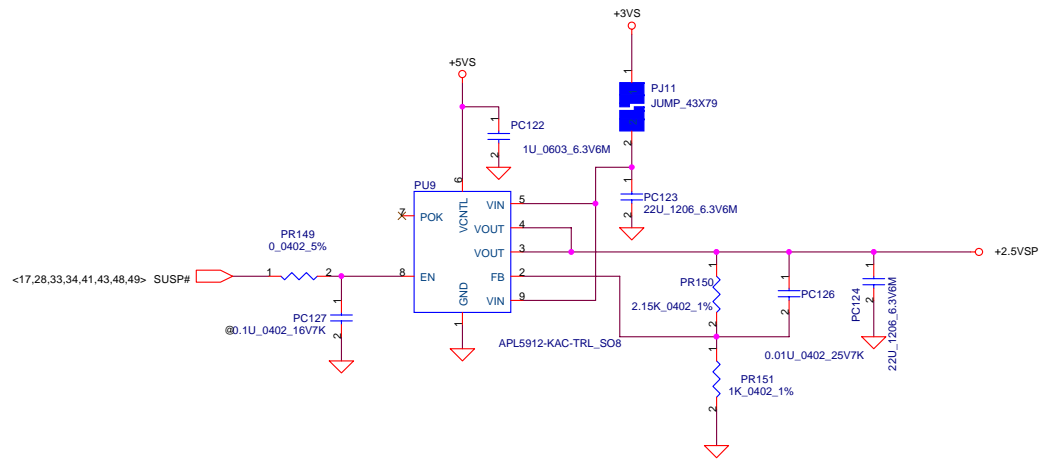 +3VS
+5VS
1
PJ11
JUMP_43X79
1
2
2
1
PC122
1U_0603_6.3V6M
2
1
PC123
22U_1206_6.3V6M
2
6
PU9
VCNTL
7
POK
VIN
5
VOUT
4
VOUT
3
+2.5VSP
PR149
0_0402_5%
<17,28,33,34,41,43,48,49> SUSP#
1
2
8
EN
FB
2
GND
VIN
9
1
1
PR150
2.15K_0402_1%
2
1
PC126
2
0.01U_0402_25V7K
1
PC124
22U_1206_6.3V6M
2
1
PC127
@0.1U_0402_16V7K
2
APL5912-KAC-TRL_SO8
1
PR151
1K_0402_1%
2